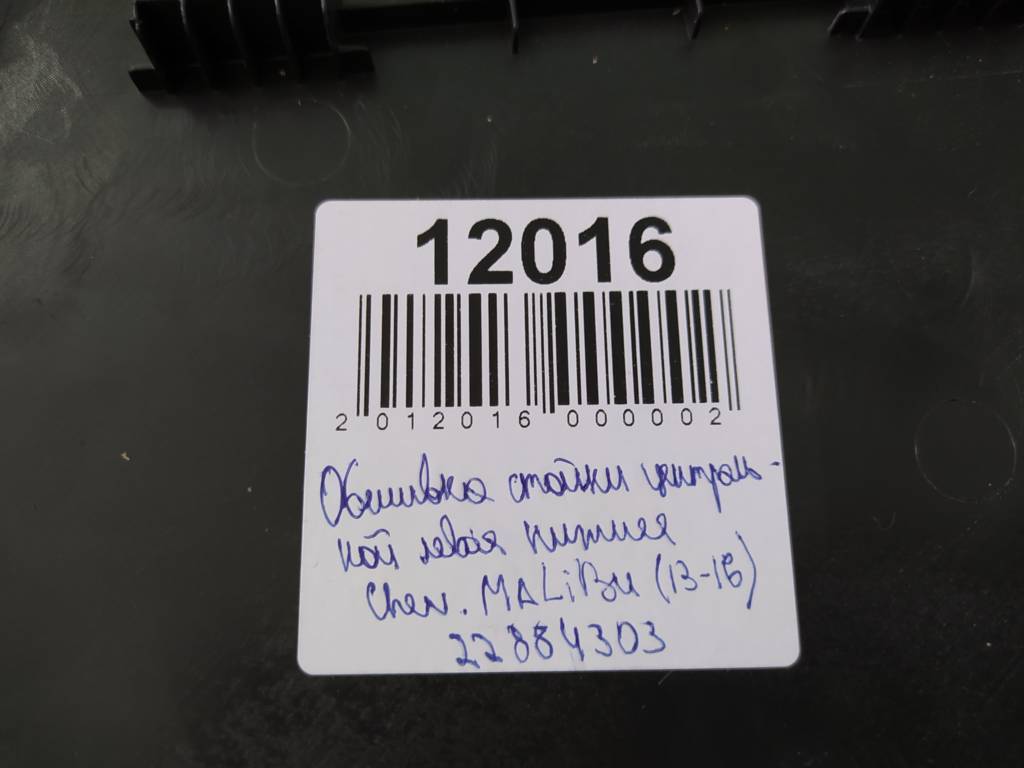 12016
2 012016 000002
Обшивка стойки централь-
ной левая нижняя
Chev. MALiBu (13-16)
22884303